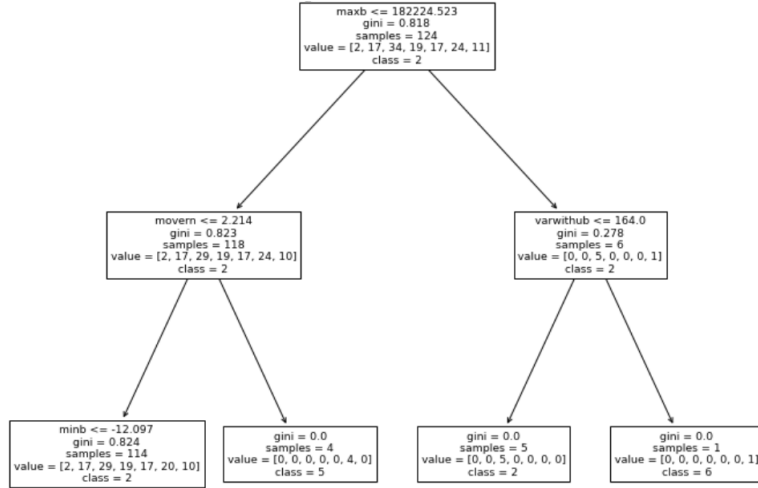 maxb <= 182224.523
gini = 0.818
samples = 124
value = [2, 17, 34, 19, 17, 24, 11]
class = 2
movern <= 2.214
gini = 0.823
samples = 118
value = [2, 17, 29, 19, 17, 24, 10]
class = 2
varwithub <= 164.0
gini = 0.278
samples = 6
value = [0, 0, 5, 0, 0, 0, 1]
class = 2
minb <= -12.097
gini = 0.824
samples = 114
value = [2, 17, 29, 19, 17, 20, 10]
class = 2
gini = 0.0
samples = 4
value = [0, 0, 0, 0, 0, 4, 0]
class = 5
gini = 0.0
samples = 5
value = [0, 0, 5, 0, 0, 0, 0]
class = 2
gini = 0.0
samples = 1
value = [0, 0, 0, 0, 0, 0, 1]
class = 6